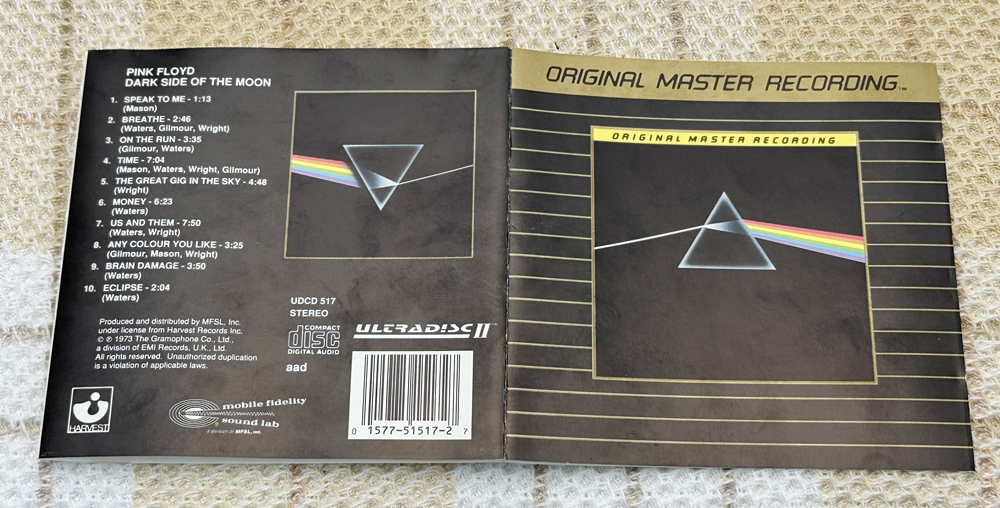 PINK FLOYD
DARK SIDE OF THE MOON
1. SPEAK TO ME - 1:13
(Mason)
2. BREATHE - 2:46
(Waters, Gilmour, Wright)
3. ON THE RUN - 3:35
(Gilmour, Waters)
4. TIME - 7:04
(Mason, Waters, Wright, Gilmour)
5. THE GREAT GIG IN THE SKY - 4:48
(Wright)
6. MONEY - 6:23
(Waters)
7. US AND THEM - 7:50
(Waters, Wright)
8. ANY COLOUR YOU LIKE - 3:25
(Gilmour, Mason, Wright)
9. BRAIN DAMAGE - 3:50
(Waters)
10. ECLIPSE - 2:04
(Waters)
Produced and distributed by MFSL, Inc.
under license from Harvest Records Inc.
© ℗ 1973 The Gramophone Co., Ltd.,
a division of EMI Records, U.K., Ltd.
All rights reserved. Unauthorized duplication
is a violation of applicable laws.
HARVEST
mobile fidelity
sound lab
a division of MFSL, INC.
UDCD 517
STEREO
COMPACT
disc
DIGITAL AUDIO
aad
ULTRADISC II™
0 1577-51517-2 7
ORIGINAL MASTER RECORDING™
ORIGINAL MASTER RECORDING